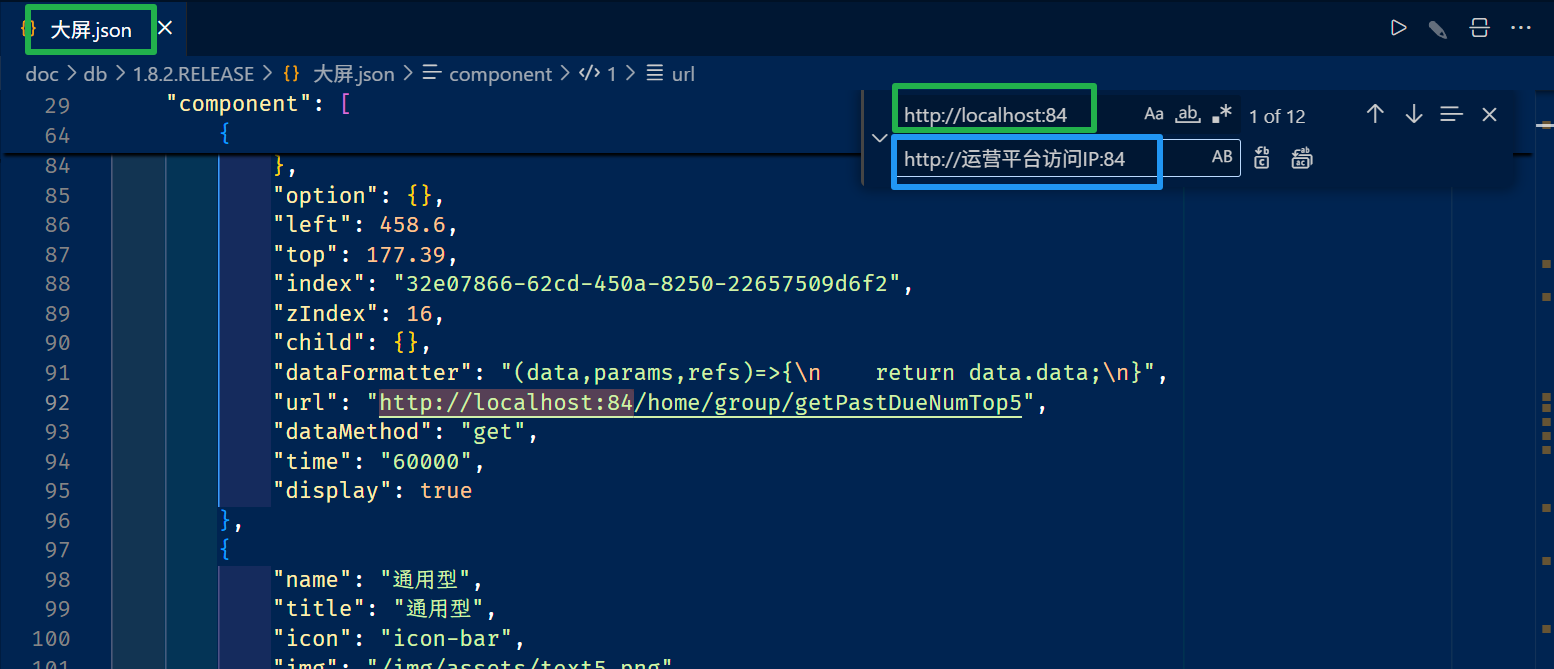 {} 大屏.json ×
doc > db > 1.8.2.RELEASE > {} 大屏.json > component > 1 > url
http://localhost:84 Aa ab .* 1 of 12
http://运营平台访问IP:84 AB
29 "component": [
64 {
84 },
85 "option": {},
86 "left": 458.6,
87 "top": 177.39,
88 "index": "32e07866-62cd-450a-8250-22657509d6f2",
89 "zIndex": 16,
90 "child": {},
91 "dataFormatter": "(data,params,refs)=>{\n    return data.data;\n}",
92 "url": "http://localhost:84/home/group/getPastDueNumTop5",
93 "dataMethod": "get",
94 "time": "60000",
95 "display": true
96 },
97 {
98 "name": "通用型",
99 "title": "通用型",
100 "icon": "icon-bar",
101 "img": "/img/assets/text5.png"